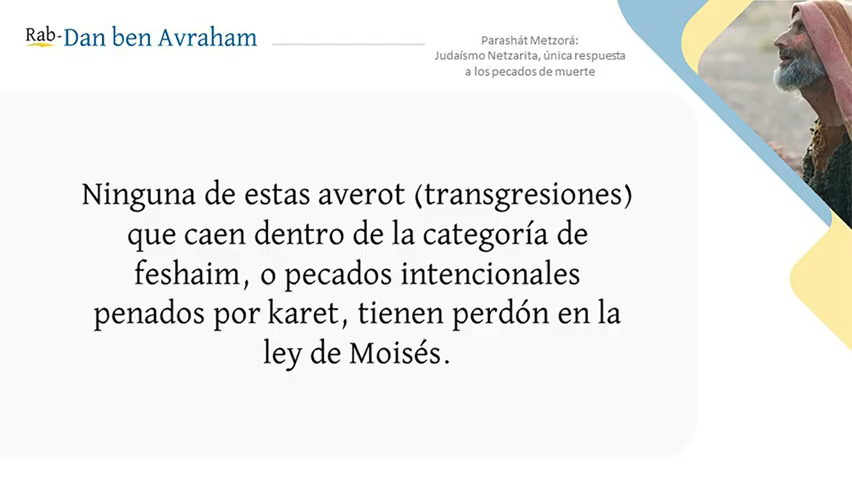 Rab-Dan ben Avraham
Parashát Metzorá:
Judaísmo Netzarita, única respuesta
a los pecados de muerte
Ninguna de estas averot (transgresiones)
que caen dentro de la categoría de
feshaim, o pecados intencionales
penados por karet, tienen perdón en la
ley de Moisés.